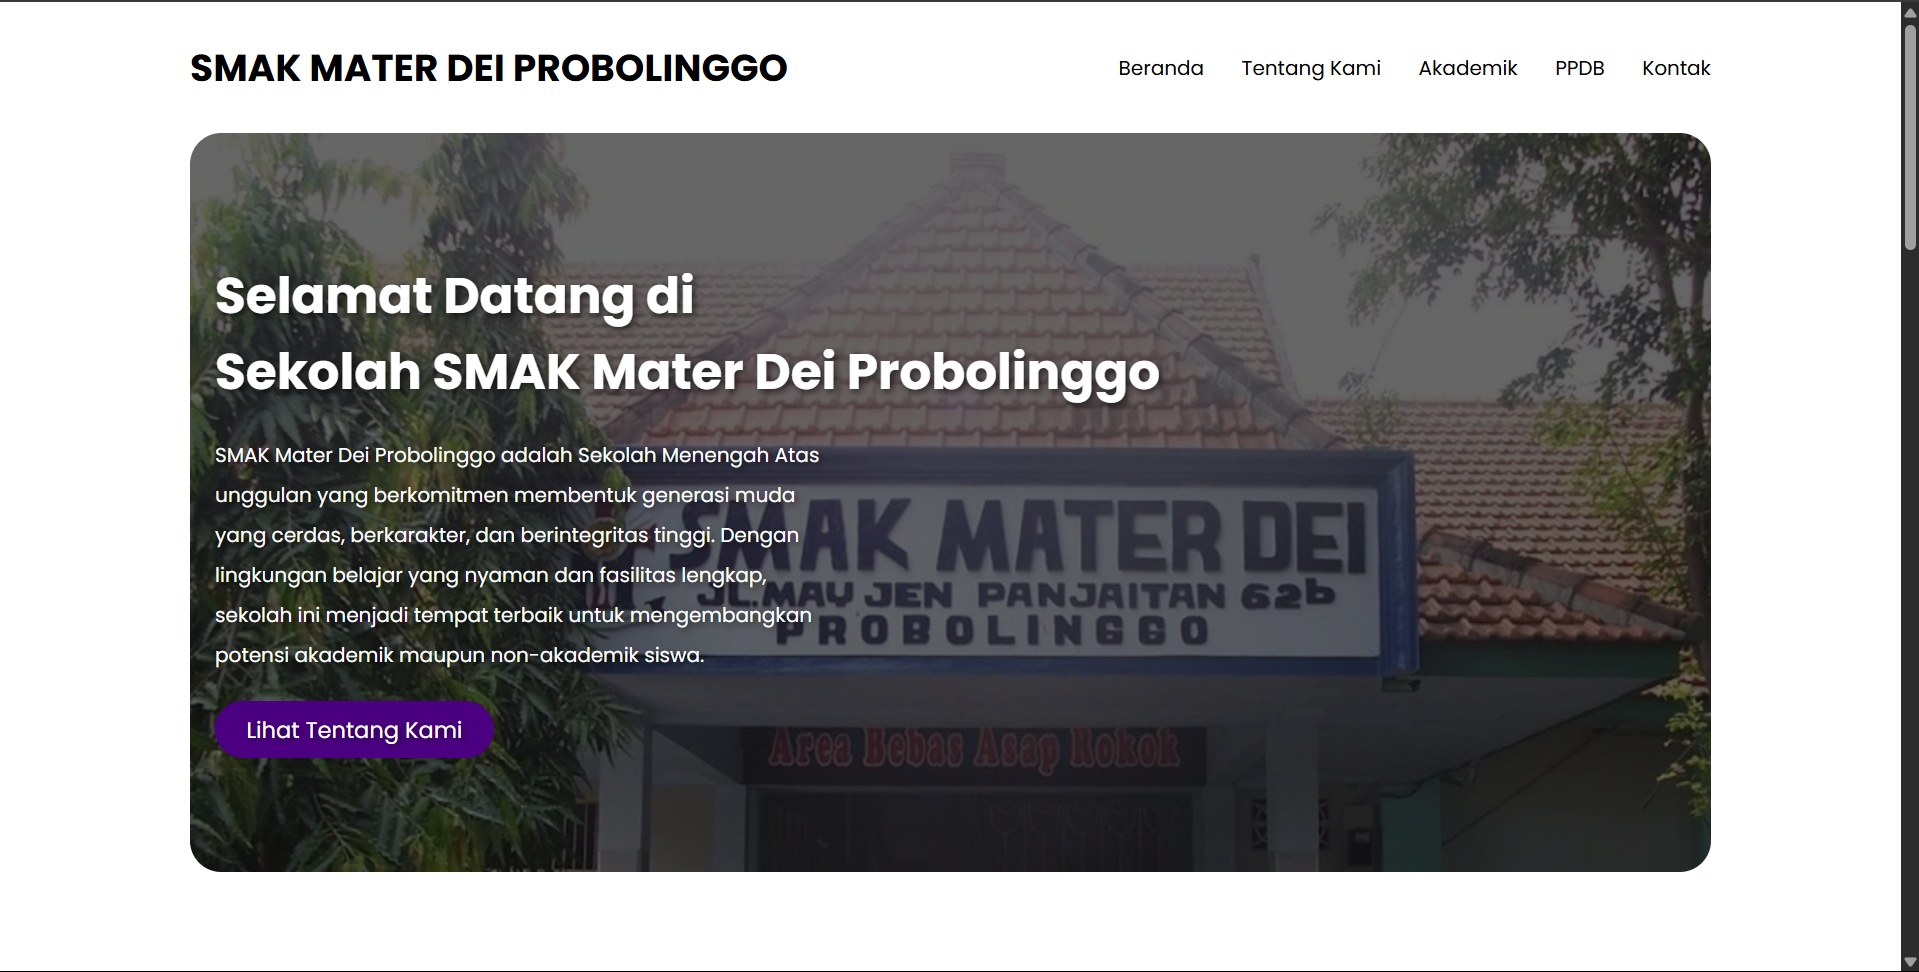 SMAK MATER DEI PROBOLINGGO
Beranda Tentang Kami Akademik PPDB Kontak
Selamat Datang di
Sekolah SMAK Mater Dei Probolinggo
SMAK Mater Dei Probolinggo adalah Sekolah Menengah Atas
unggulan yang berkomitmen membentuk generasi muda
yang cerdas, berkarakter, dan berintegritas tinggi. Dengan
lingkungan belajar yang nyaman dan fasilitas lengkap,
sekolah ini menjadi tempat terbaik untuk mengembangkan
potensi akademik maupun non-akademik siswa.
Lihat Tentang Kami
SMAK MATER DEI
JL.MAY JEN PANJAITAN 62b
PROBOLINGGO
Area Bebas Asap Rokok